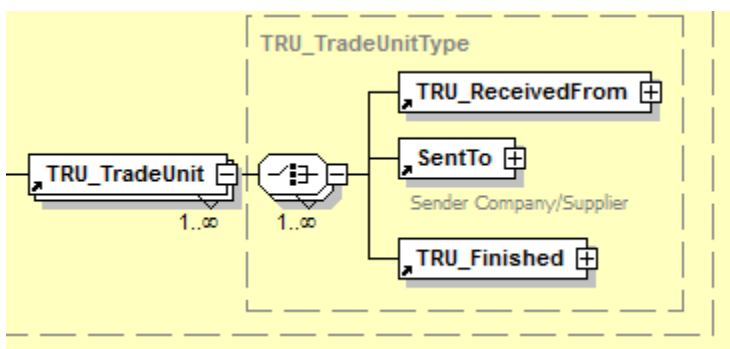 TRU_TradeUnitType
TRU_ReceivedFrom
TRU_TradeUnit
1..∞
1..∞
SentTo
Sender Company/Supplier
TRU_Finished